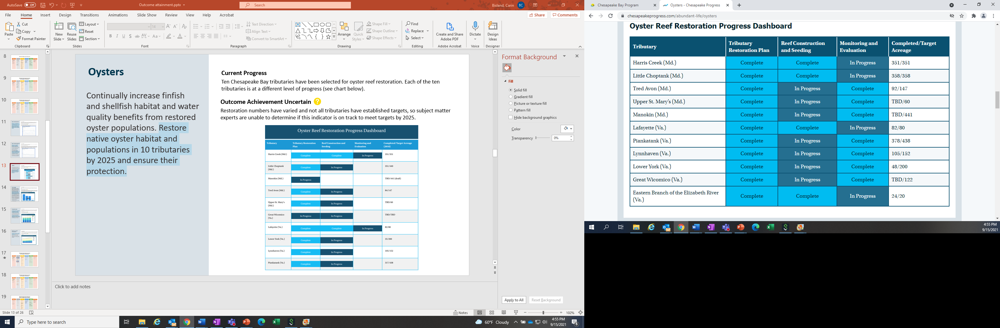 AutoSave Off
Outcome attainment.pptx
Search
Bisland, Carin BC
File Home Insert Design Transitions Animations Slide Show Review View Help Acrobat
Share Comments
Paste
Cut
Copy
Format Painter
Clipboard
New Slide
Reuse Slides
Layout
Reset
Section
Slides
14
Font
Text Direction
Align Text
Convert to SmartArt
Paragraph
Arrange
Quick Styles
Shape Fill
Shape Outline
Shape Effects
Drawing
Find
Replace
Select
Editing
Create and Share Adobe PDF
Adobe Acrobat
Dictate
Voice
Design Ideas
Designer
8
9
10
11
12
13
14
15
16
17
18
19
Oysters
Continually increase finfish
and shellfish habitat and water
quality benefits from restored
oyster populations. Restore
native oyster habitat and
populations in 10 tributaries
by 2025 and ensure their
protection.
Current Progress
Ten Chesapeake Bay tributaries have been selected for oyster reef restoration. Each of the ten
tributaries is at a different level of progress (see chart below).
Outcome Achievement Uncertain ?
Restoration numbers have varied and not all tributaries have established targets, so subject matter
experts are unable to determine if this indicator is on track to meet targets by 2025.
Oyster Reef Restoration Progress Dashboard
Tributary | Tributary Restoration Plan | Reef Construction and Seeding | Monitoring and Evaluation | Completed/Target Acreage (2018)
Harris Creek (Md.) Complete Complete In Progress 351/351
Little Choptank (Md.) Complete In Progress 351/440
Manokin (Md.) In Progress TBD/441 (draft)
Tred Avon (Md.) Complete In Progress 84/147
Upper St. Mary's (Md.) Complete In Progress TBD/60
Great Wicomico (Va.) In Progress In Progress TBD/TBD
Lafayette (Va.) Complete Complete In Progress 82/80
Lower York (Va.) Complete In Progress 35/200
Lynnhaven (Va.) Complete In Progress 105/152
Piankatank (Va.) Complete In Progress 317/438
Click to add notes
Format Background
Fill
Solid fill
Gradient fill
Picture or texture fill
Pattern fill
Hide background graphics
Color
Transparency 0%
Apply to All Reset Background
Slide 13 of 26
Notes
102%
Type here to search
60°F Cloudy
4:55 PM
9/15/2021
8
Chesapeake Bay Program
Oysters - Chesapeake Progress
chesapeakeprogress.com/abundant-life/oysters
Oyster Reef Restoration Progress Dashboard
Tributary | Tributary Restoration Plan | Reef Construction and Seeding | Monitoring and Evaluation | Completed/Target Acreage
Harris Creek (Md.) Complete Complete In Progress 351/351
Little Choptank (Md.) Complete Complete In Progress 358/358
Tred Avon (Md.) Complete In Progress Complete 92/147
Upper St. Mary's (Md.) Complete In Progress Complete TBD/60
Manokin (Md.) Complete In Progress Complete TBD/441
Lafayette (Va.) Complete Complete In Progress 82/80
Piankatank (Va.) Complete In Progress Complete 378/438
Lynnhaven (Va.) Complete In Progress Complete 105/152
Lower York (Va.) Complete In Progress Complete 48/200
Great Wicomico (Va.) Complete In Progress Complete TBD/122
Eastern Branch of the Elizabeth River (Va.) Complete Complete In Progress 24/20
4:55 PM
9/15/2021